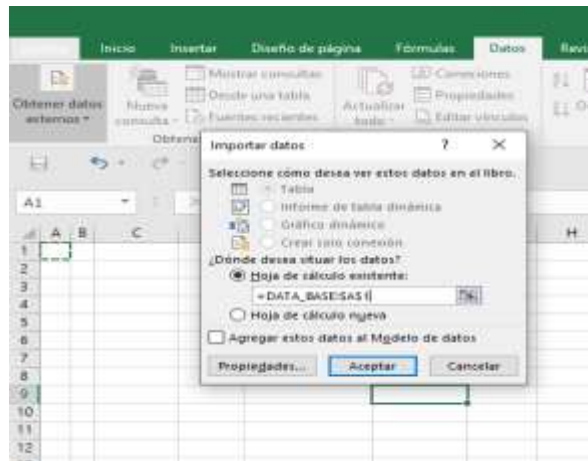 Inicio Insertar Diseño de página Fórmulas Datos Revi
Obtener datos externos
Nueva consulta
Mostrar consultas
Desde una tabla
Fuentes recientes
Actualizar todo
Conexiones
Propiedades
Editar vínculos
Obtene
A1
A B C H
Importar datos ? ×
Seleccione cómo desea ver estos datos en el libro.
Tabla
Informe de tabla dinámica
Gráfico dinámico
Crear solo conexión
¿Dónde desea situar los datos?
Hoja de cálculo existente:
=DATA_BASE!$A$1
Hoja de cálculo nueva
Agregar estos datos al Modelo de datos
Propiedades... Aceptar Cancelar
1
2
3
4
5
6
7
8
9
10
11
12